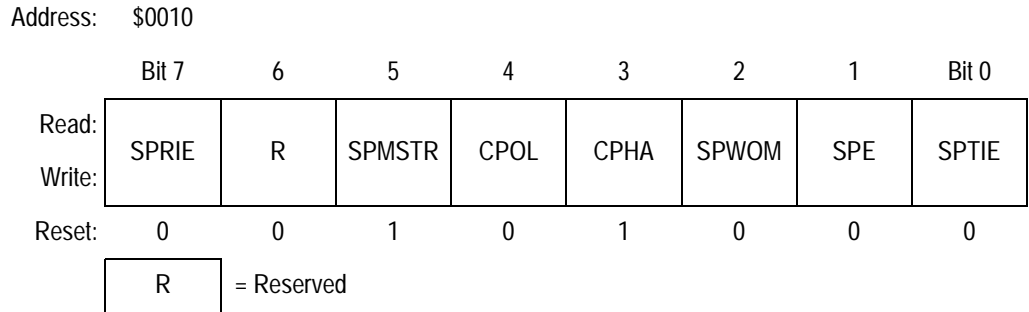 Address: $0010
Bit 7 6 5 4 3 2 1 Bit 0
Read:
SPRIE R SPMSTR CPOL CPHA SPWOM SPE SPTIE
Write:
Reset: 0 0 1 0 1 0 0 0
R = Reserved